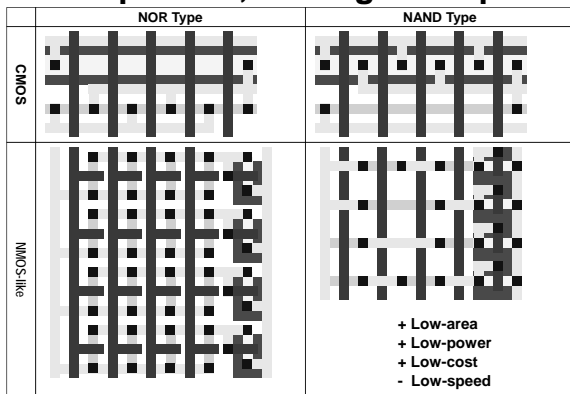 NOR Type
NAND Type
CMOS
NMOS-like
+ Low-area
+ Low-power
+ Low-cost
- Low-speed